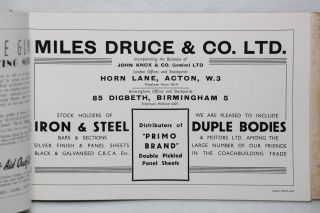 MILES DRUCE & CO. LTD.
Incorporating the Business of
JOHN KNOX & CO. (London) LTD
London Offices and Stockyards
HORN LANE, ACTON, W.3
Birmingham Offices and Stockyards
85 DIGBETH, BIRMINGHAM 5
STOCK HOLDERS OF
IRON & STEEL
BARS & SECTIONS
SILVER FINISH & PANEL SHEETS
BLACK & GALVANISED C.R.C.A. Etc.
Distributors of
"PRIMO
BRAND"
Double Pickled
Panel Sheets
WE ARE PLEASED TO INCLUDE
DUPLE BODIES
& MOTORS LTD. AMONG THE
LARGE NUMBER OF OUR FRIENDS
IN THE COACHBUILDING TRADE